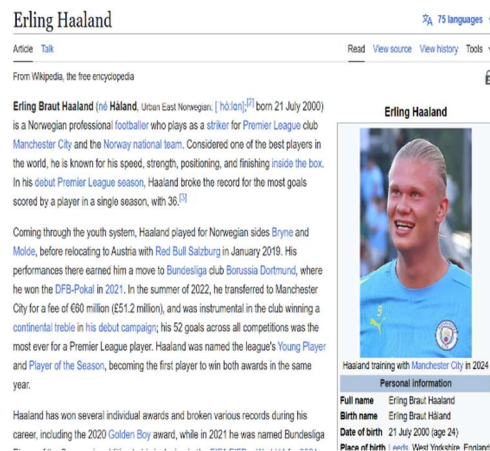 Erling Haaland
75 languages
Article Talk
Read View source View history Tools
From Wikipedia, the free encyclopedia
Erling Braut Haaland (né Håland, Urban East Norwegian: [ˈhòːlɑn];[2] born 21 July 2000)
is a Norwegian professional footballer who plays as a striker for Premier League club
Manchester City and the Norway national team. Considered one of the best players in
the world, he is known for his speed, strength, positioning, and finishing inside the box.
In his debut Premier League season, Haaland broke the record for the most goals
scored by a player in a single season, with 36.[3]
Coming through the youth system, Haaland played for Norwegian sides Bryne and
Molde, before relocating to Austria with Red Bull Salzburg in January 2019. His
performances there earned him a move to Bundesliga club Borussia Dortmund, where
he won the DFB-Pokal in 2021. In the summer of 2022, he transferred to Manchester
City for a fee of €60 million (£51.2 million), and was instrumental in the club winning a
continental treble in his debut campaign; his 52 goals across all competitions was the
most ever for a Premier League player. Haaland was named the league's Young Player
and Player of the Season, becoming the first player to win both awards in the same
year.
Haaland has won several individual awards and broken various records during his
career, including the 2020 Golden Boy award, while in 2021 he was named Bundesliga
Erling Haaland
Haaland training with Manchester City in 2024
Personal information
Full name Erling Braut Haaland
Birth name Erling Braut Håland
Date of birth 21 July 2000 (age 24)
Place of birth Leeds, West Yorkshire, England